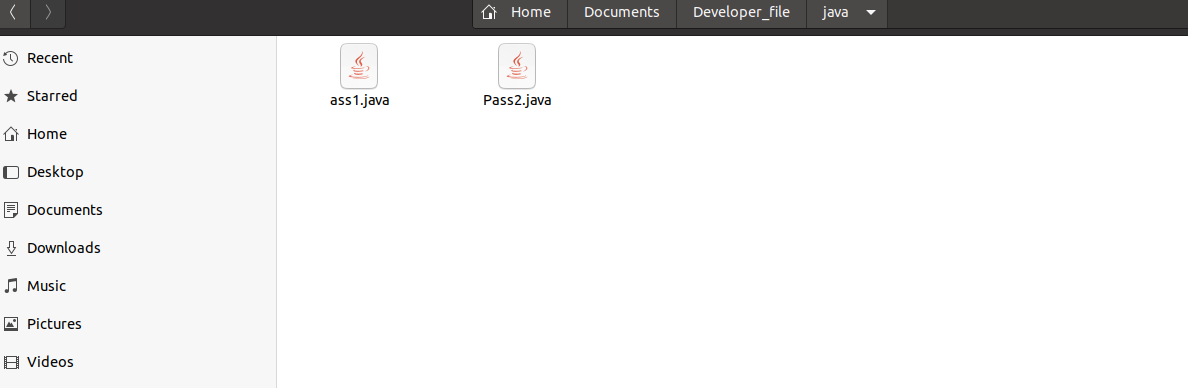 Home Documents Developer_file java
Recent
Starred
Home
Desktop
Documents
Downloads
Music
Pictures
Videos
ass1.java Pass2.java